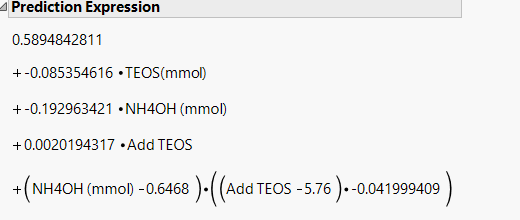 Prediction Expression
0.5894842811
+ -0.085354616 • TEOS(mmol)
+ -0.192963421 • NH4OH (mmol)
+ 0.0020194317 • Add TEOS
+ (NH4OH (mmol) - 0.6468) • ((Add TEOS - 5.76) • -0.041999409)